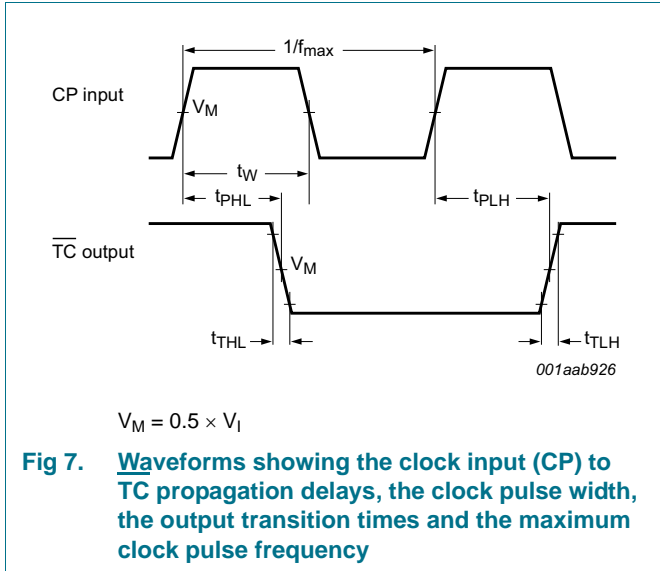 1/fmax
CP input
VM
tW
tPHL
tPLH
TC output
VM
tTHL
tTLH
001aab926
VM = 0.5 × VI
Fig 7. Waveforms showing the clock input (CP) to
TC propagation delays, the clock pulse width,
the output transition times and the maximum
clock pulse frequency